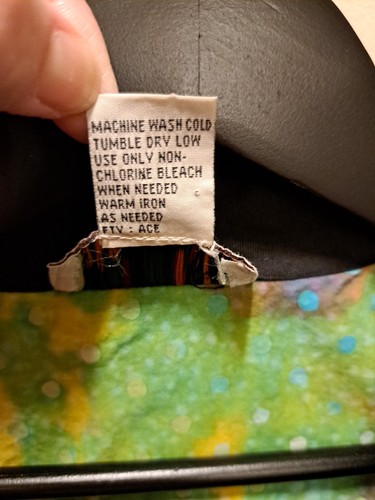 MACHINE WASH COLD
TUMBLE DRY LOW
USE ONLY NON-
CHLORINE BLEACH
WHEN NEEDED
WARM IRON
AS NEEDED
FTY : ACE